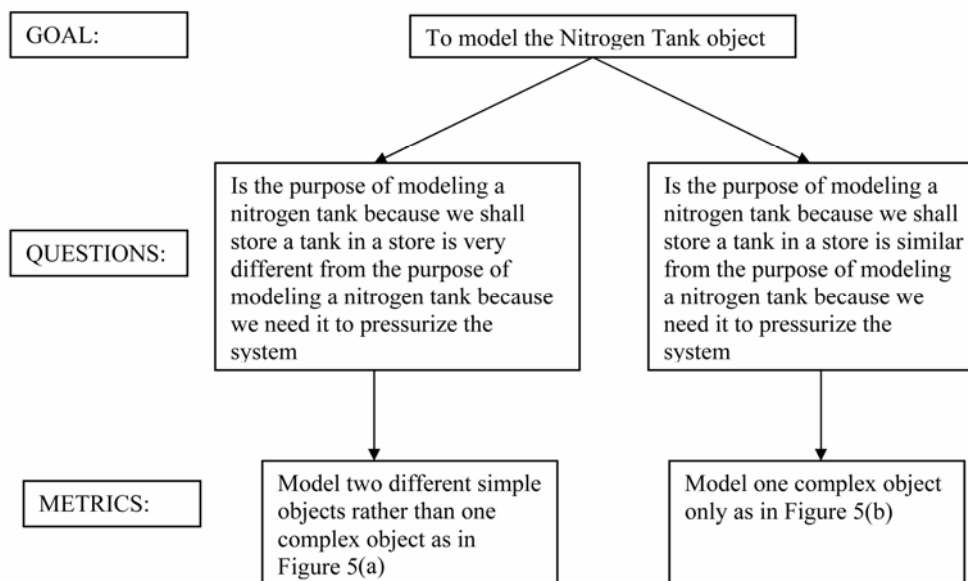 GOAL:
To model the Nitrogen Tank object
QUESTIONS:
Is the purpose of modeling a
nitrogen tank because we shall
store a tank in a store is very
different from the purpose of
modeling a nitrogen tank because
we need it to pressurize the
system
Is the purpose of modeling a
nitrogen tank because we shall
store a tank in a store is similar
from the purpose of modeling
a nitrogen tank because we
need it to pressurize the
system
METRICS:
Model two different simple
objects rather than one
complex object as in
Figure 5(a)
Model one complex object
only as in Figure 5(b)